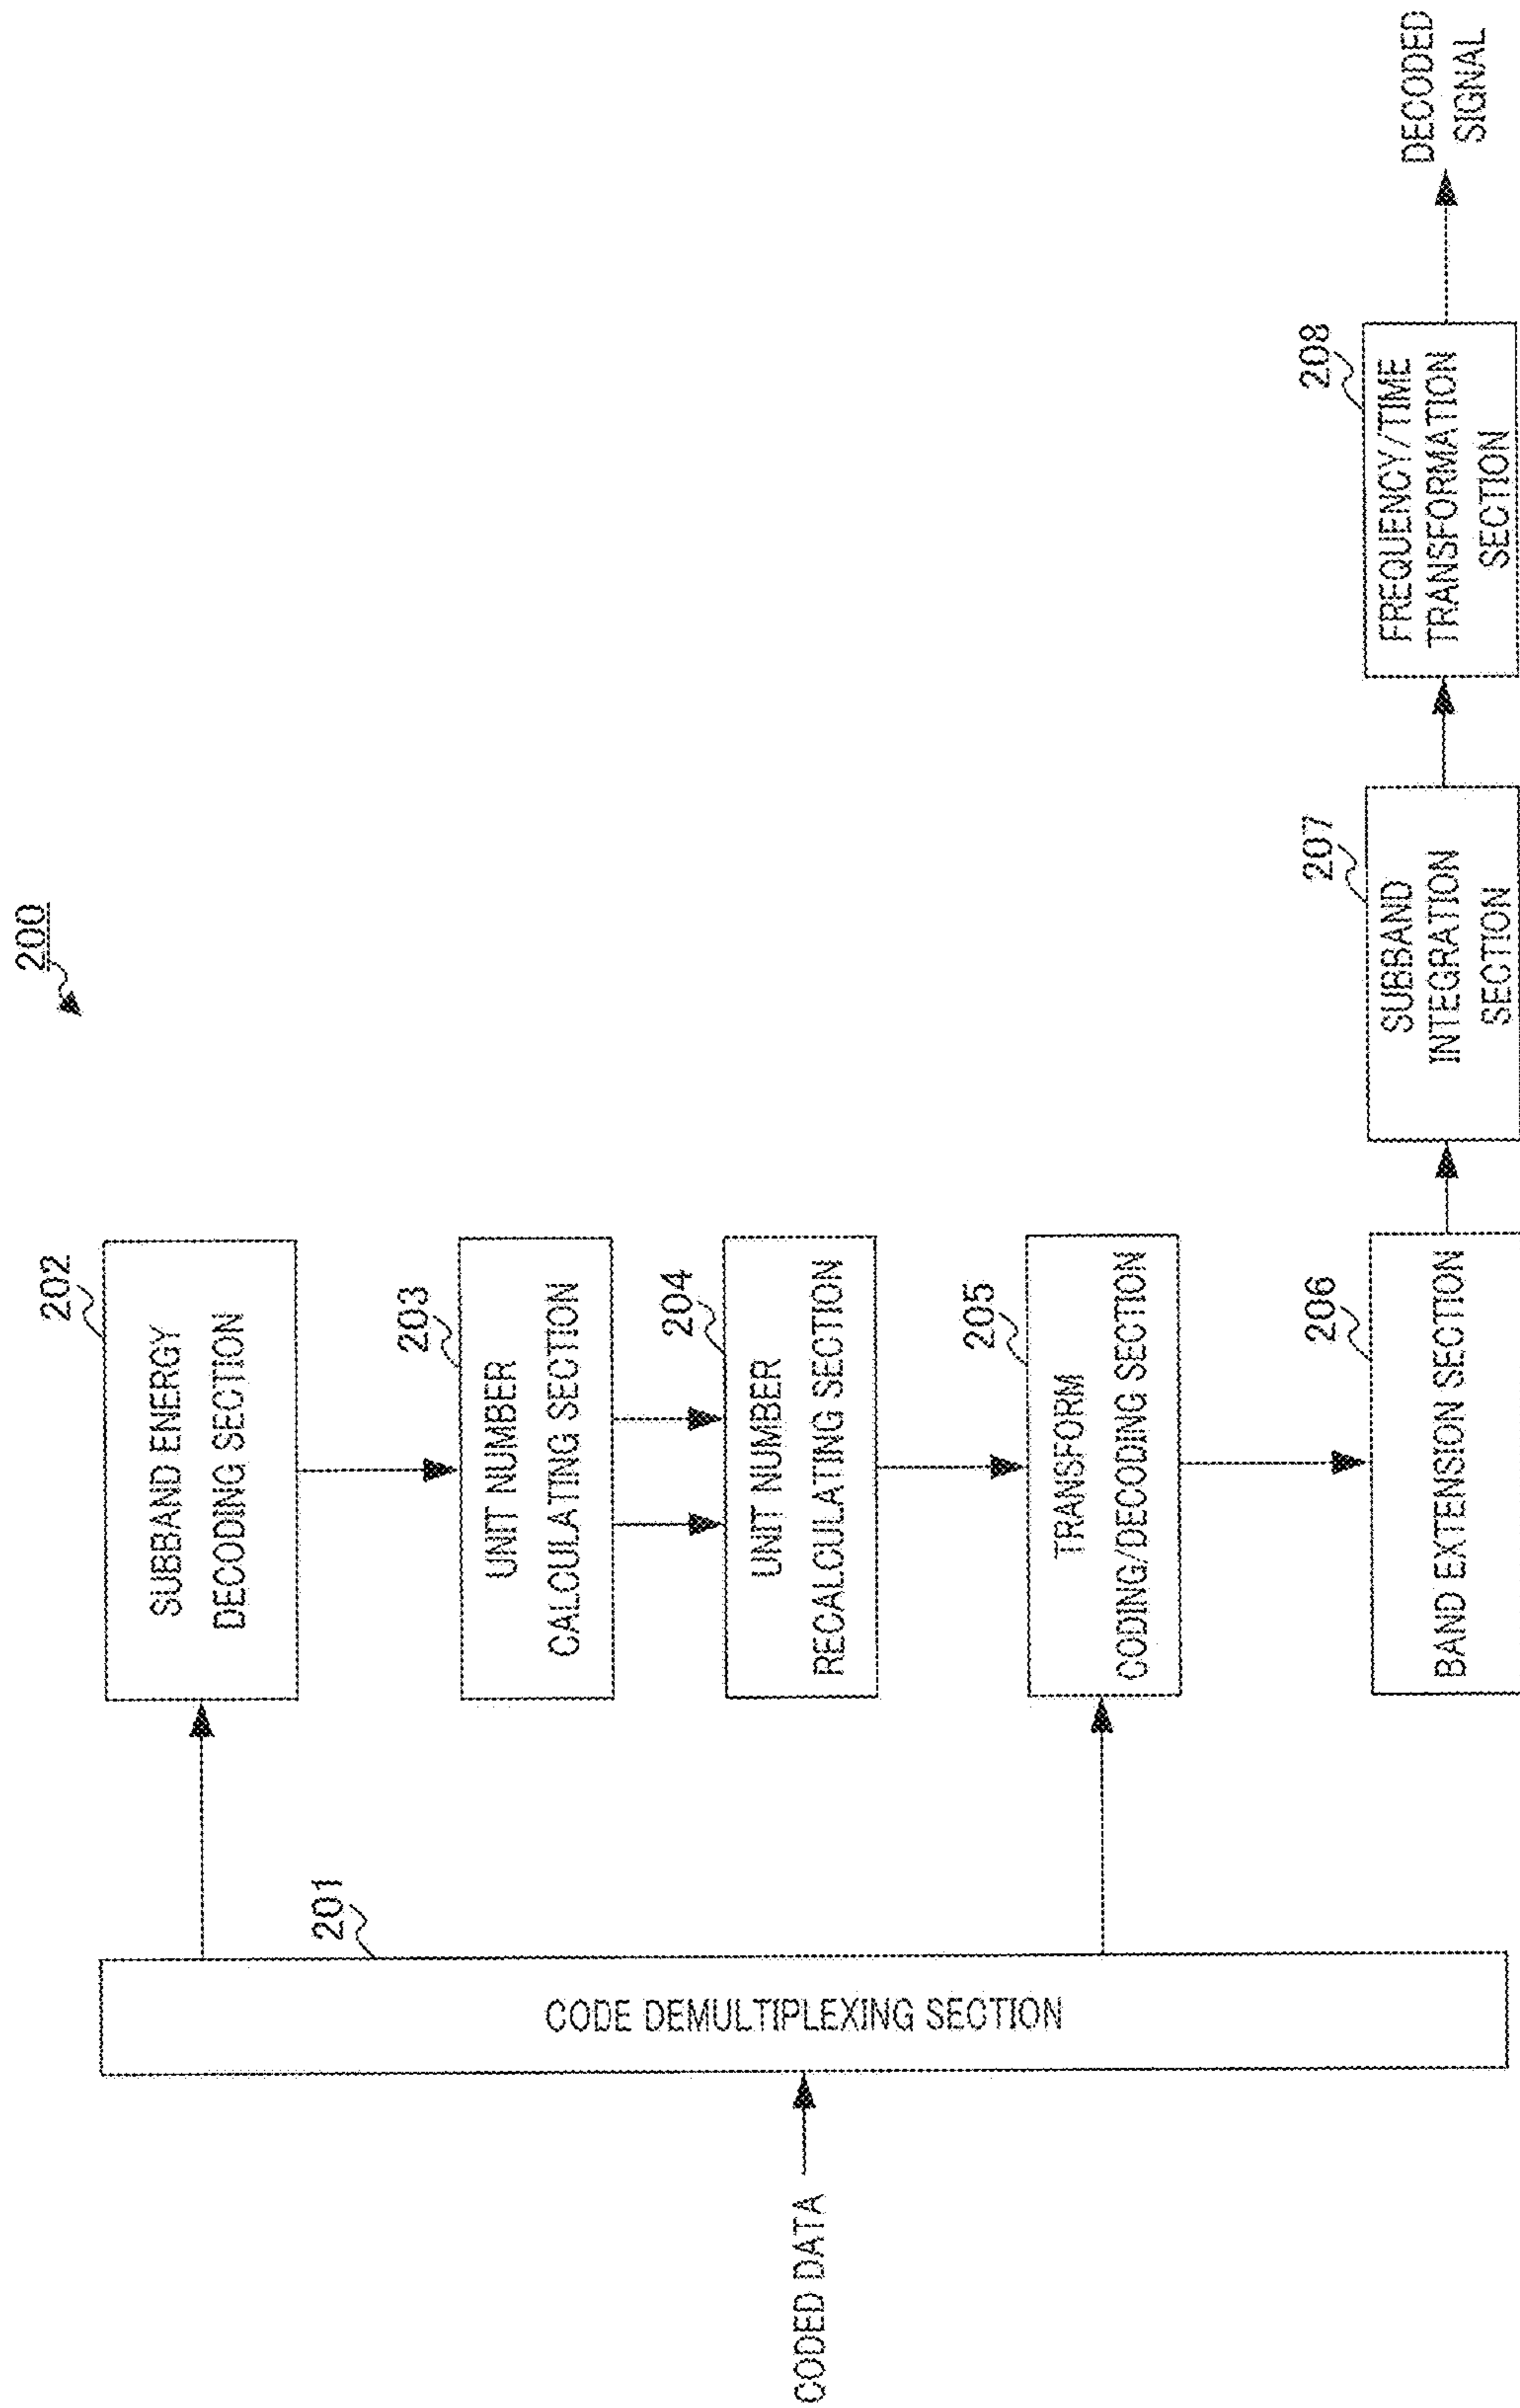 200
CODED DATA
201
CODE DEMULTIPLEXING SECTION
202
SUBBAND ENERGY
DECODING SECTION
203
UNIT NUMBER
CALCULATING SECTION
204
UNIT NUMBER
RECALCULATING SECTION
205
TRANSFORM
CODING/DECODING SECTION
206
BAND EXTENSION SECTION
207
SUBBAND
INTEGRATION
SECTION
208
FREQUENCY/TIME
TRANSFORMATION
SECTION
DECODED
SIGNAL